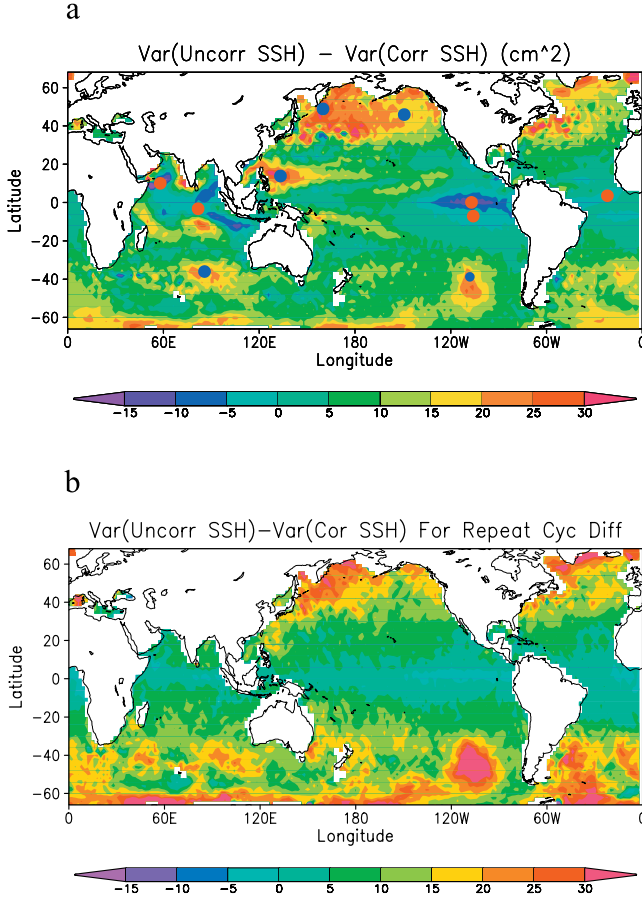 a
Var(Uncorr SSH) - Var(Corr SSH) (cm^2)
60
40
20
0
-20
-40
-60
Latitude
0 60E 120E 180 120W 60W 0
Longitude
-15 -10 -5 0 5 10 15 20 25 30
b
Var(Uncorr SSH)-Var(Cor SSH) For Repeat Cyc Diff
60
40
20
0
-20
-40
-60
Latitude
0 60E 120E 180 120W 60W 0
Longitude
-15 -10 -5 0 5 10 15 20 25 30